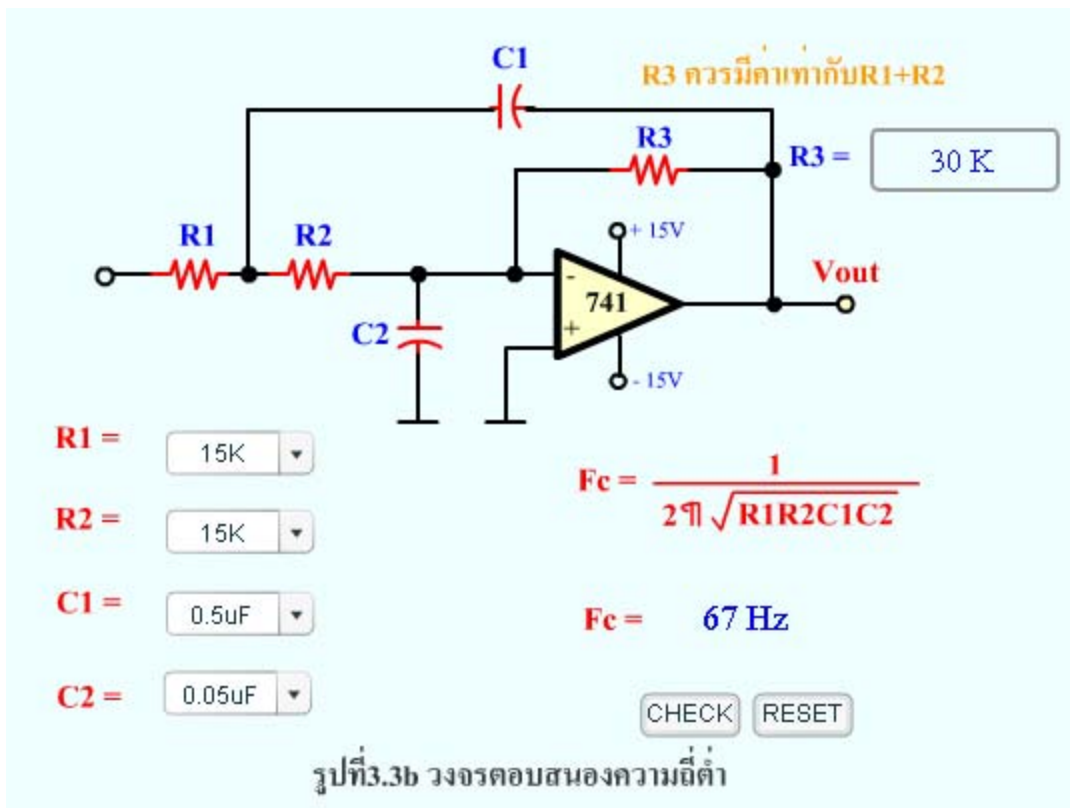 C1
R3 ควรมีค่าเท่ากับR1+R2
R3
R3 =
30 K
R1
R2
+ 15V
Vout
-
741
+
C2
- 15V
R1 =
15K
Fc = 1
2¶√R1R2C1C2
R2 =
15K
C1 =
0.5uF
Fc = 67 Hz
C2 =
0.05uF
CHECK
RESET
รูปที่3.3b วงจรตอบสนองความถี่ต่ำ